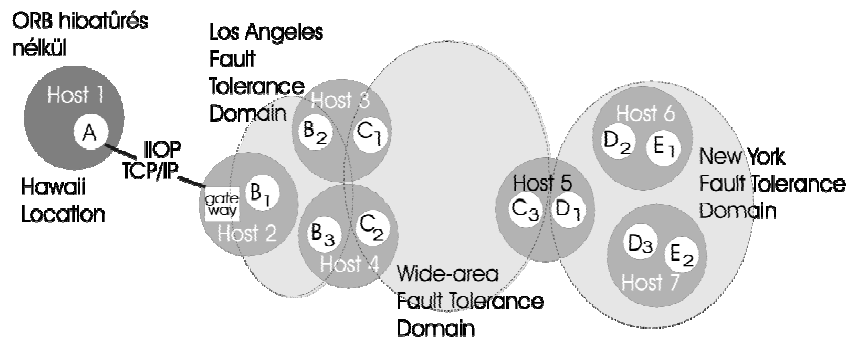 ORB hibatûrés
nélkül
Host 1
A
Hawaii
Location
IIOP
TCP/IP
Los Angeles
Fault
Tolerance
Domain
gate
way
B1
Host 2
Host 3
B2
C1
B3
C2
Host 4
Wide-area
Fault Tolerance
Domain
Host 5
C3
D1
Host 6
D2
E1
New York
Fault Tolerance
Domain
D3
E2
Host 7